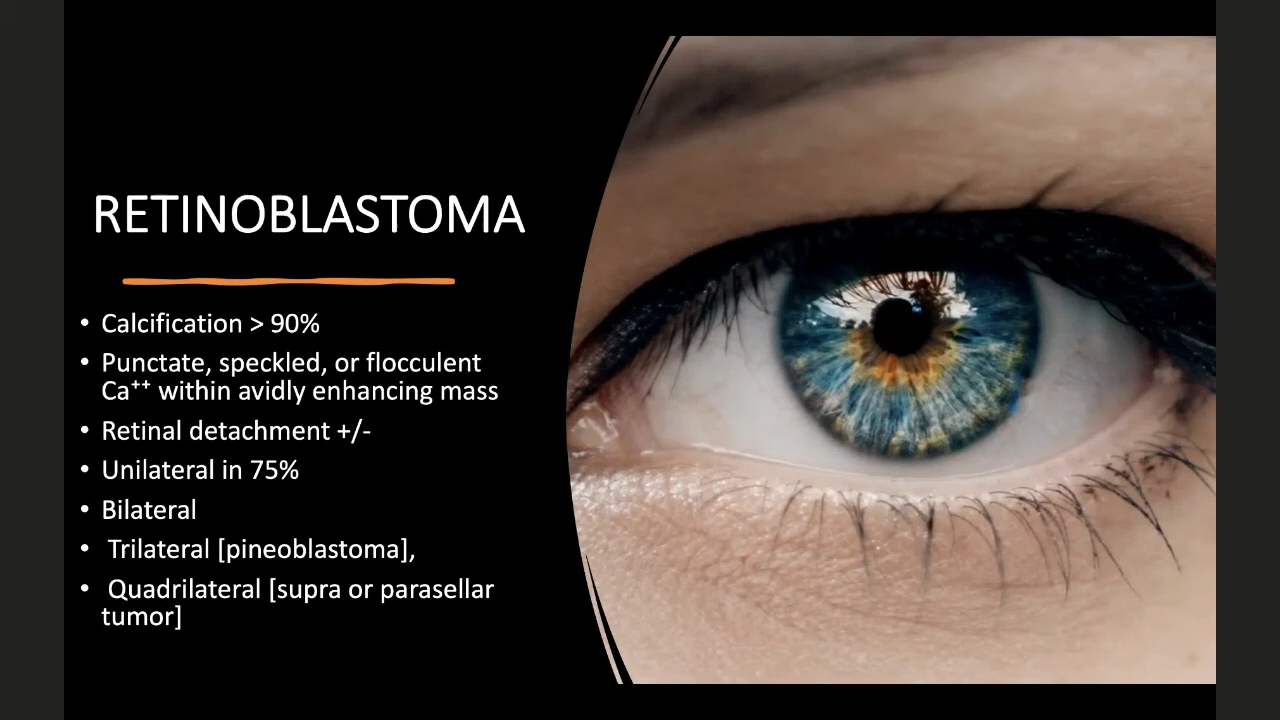 RETINOBLASTOMA
• Calcification > 90%
• Punctate, speckled, or flocculent
Ca⁺⁺ within avidly enhancing mass
• Retinal detachment +/-
• Unilateral in 75%
• Bilateral
• Trilateral [pineoblastoma],
• Quadrilateral [supra or parasellar
tumor]